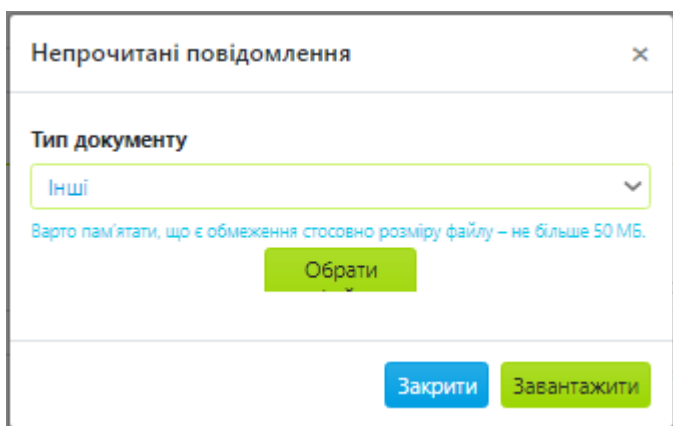 Непрочитані повідомлення
×
Тип документу
Інші
Варто пам'ятати, що є обмеження стосовно розміру файлу – не більше 50 МБ.
Обрати
Закрити
Завантажити